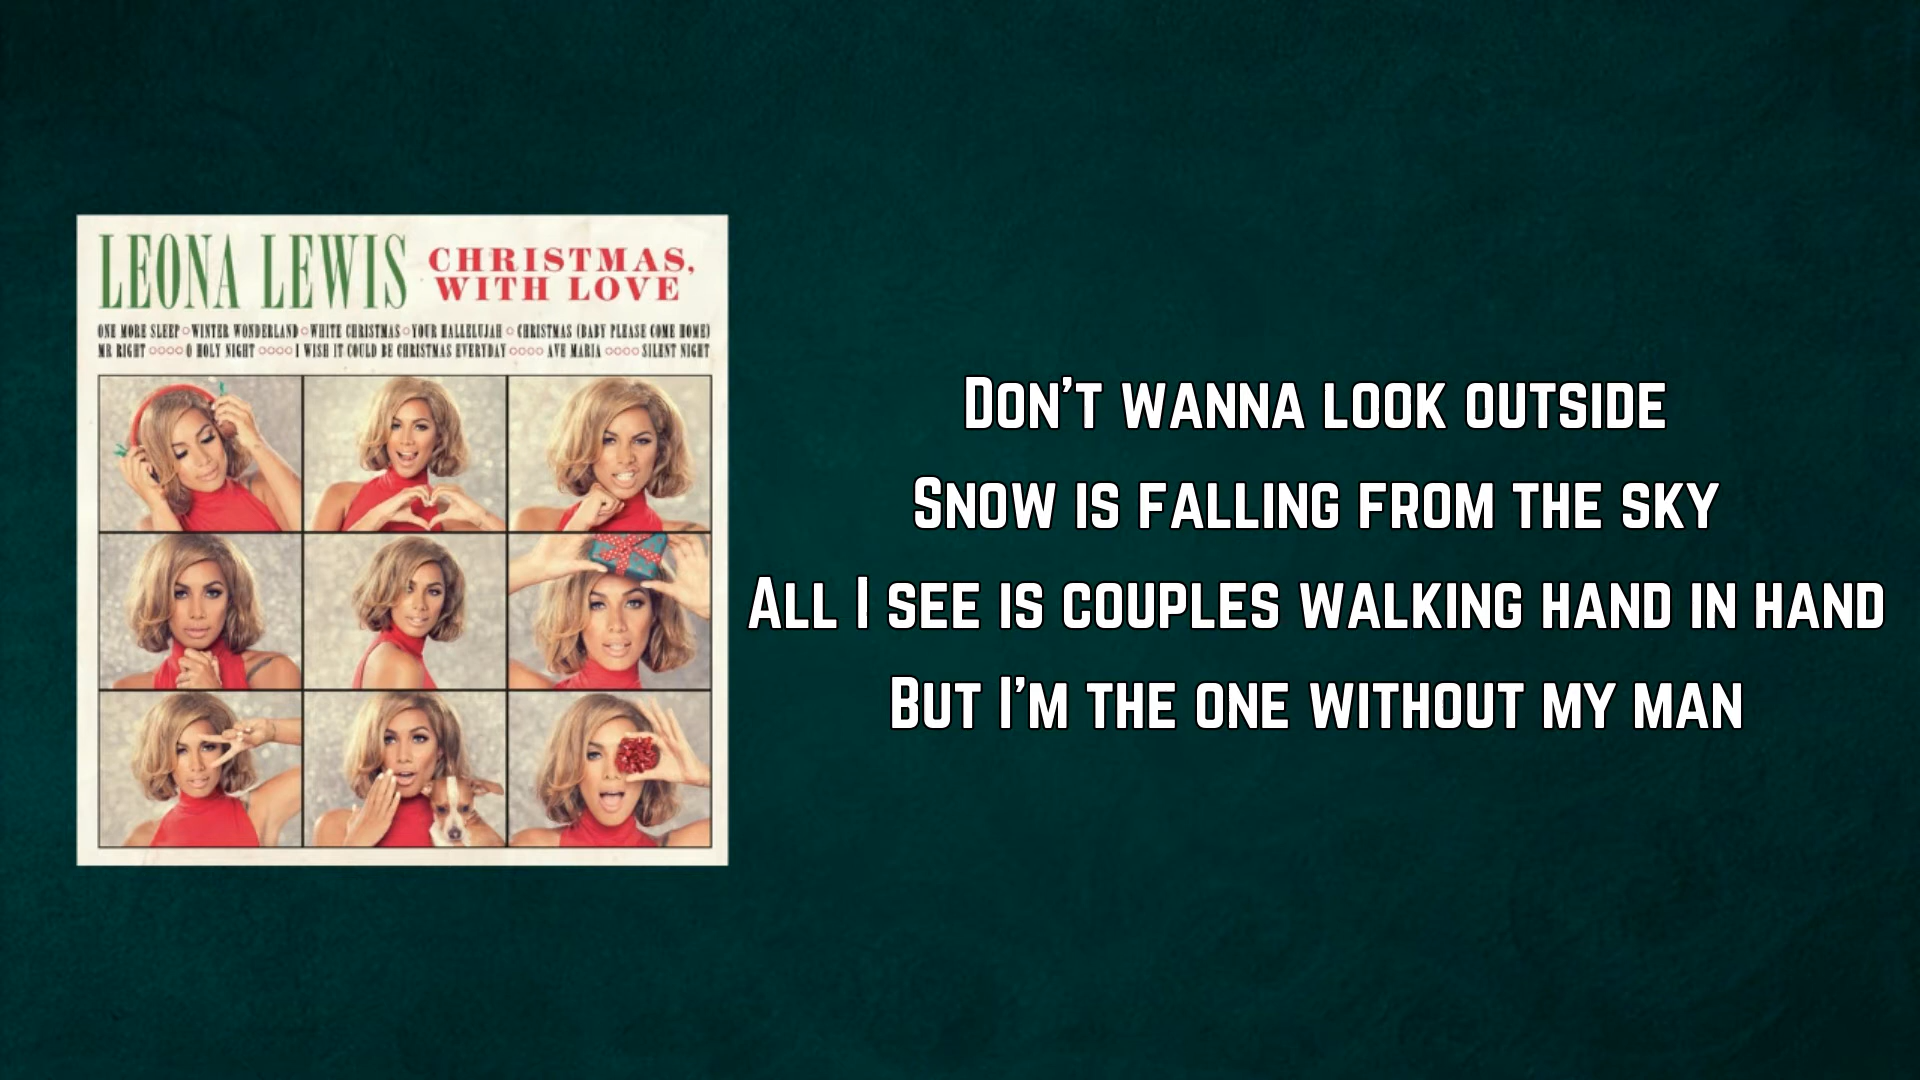 LEONA LEWIS CHRISTMAS, WITH LOVE
ONE MORE SLEEP WINTER WONDERLAND WHITE CHRISTMAS YOUR HALLELUJAH CHRISTMAS (BABY PLEASE COME HOME)
MR RIGHT O HOLY NIGHT I WISH IT COULD BE CHRISTMAS EVERYDAY AVE MARIA SILENT NIGHT
Don't wanna look outside
Snow is falling from the sky
All I see is couples walking hand in hand
But I'm the one without my man